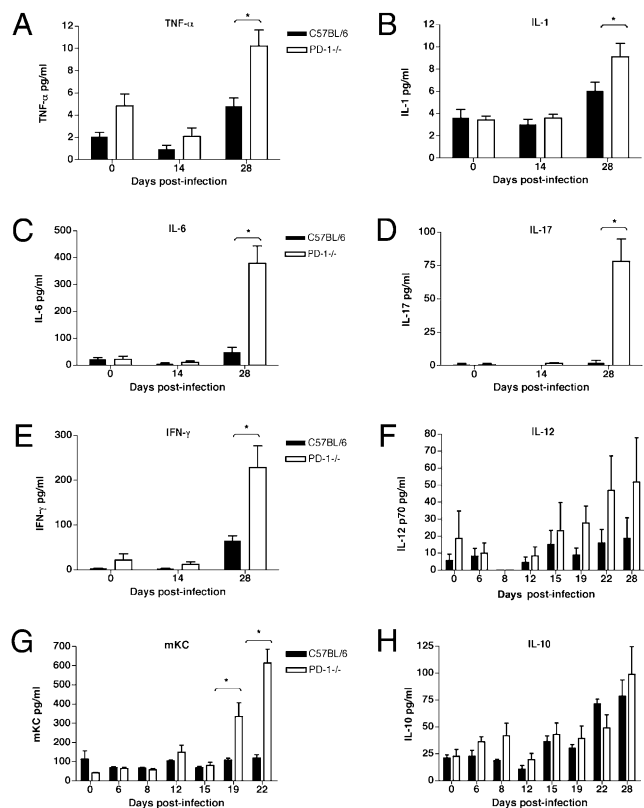 A
TNF-α
C57BL/6
PD-1-/-
TNF-α pg/ml
12
10
8
6
4
2
0
*
0 14 28
Days post-infection
B
IL-1
IL-1 pg/ml
12
10
8
6
4
2
0
*
0 14 28
Days post-infection
C
IL-6
C57BL/6
PD-1-/-
IL-6 pg/ml
500
400
300
200
100
0
*
0 14 28
Days post-infection
D
IL-17
IL-17 pg/ml
100
75
50
25
0
*
0 14 28
Days post-infection
E
IFN-γ
C57BL/6
PD-1-/-
IFN-γ pg/ml
300
200
100
0
*
0 14 28
Days post-infection
F
IL-12
IL-12 p70 pg/ml
80
70
60
50
40
30
20
10
0
0 6 8 12 15 19 22 28
Days post-infection
G
mKC
C57BL/6
PD-1-/-
mKC pg/ml
700
600
500
400
300
200
100
0
*
*
0 6 8 12 15 19 22
Days post-infection
H
IL-10
IL-10 pg/ml
125
100
75
50
25
0
0 6 8 12 15 19 22 28
Days post-infection